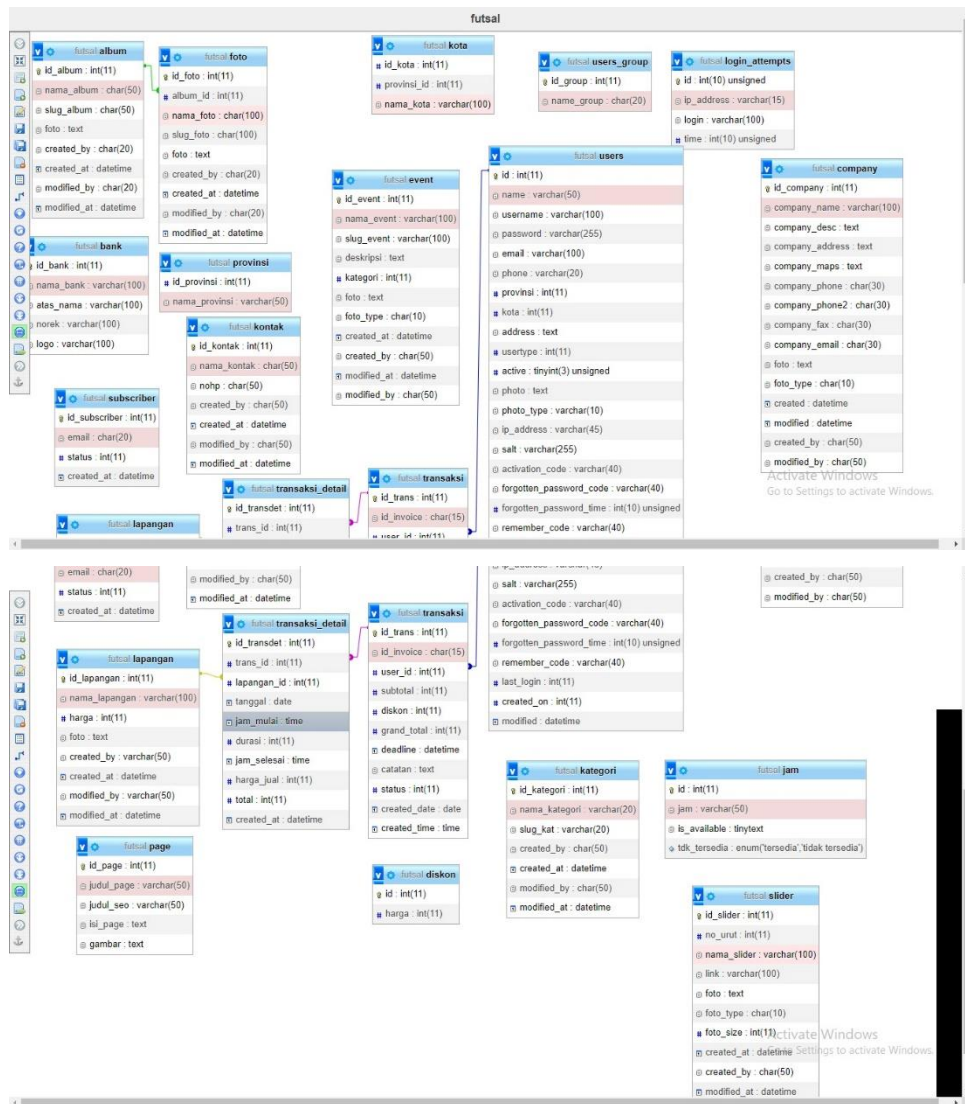 futsal
futsal album
id_album : int(11)
nama_album : char(50)
slug_album : char(50)
foto : text
created_by : char(20)
created_at : datetime
modified_by : char(20)
modified_at : datetime
futsal foto
id_foto : int(11)
album_id : int(11)
nama_foto : char(100)
slug_foto : char(100)
foto : text
created_by : char(20)
created_at : datetime
modified_by : char(20)
modified_at : datetime
futsal kota
id_kota : int(11)
provinsi_id : int(11)
nama_kota : varchar(100)
futsal users_group
id_group : int(11)
name_group : char(20)
futsal login_attempts
id : int(10) unsigned
ip_address : varchar(15)
login : varchar(100)
time : int(10) unsigned
futsal bank
id_bank : int(11)
nama_bank : varchar(100)
atas_nama : varchar(100)
norek : varchar(100)
logo : varchar(100)
futsal provinsi
id_provinsi : int(11)
nama_provinsi : varchar(50)
futsal event
id_event : int(11)
nama_event : varchar(100)
slug_event : varchar(100)
deskripsi : text
kategori : int(11)
foto : text
foto_type : char(10)
created_at : datetime
created_by : char(50)
modified_at : datetime
modified_by : char(50)
futsal users
id : int(11)
name : varchar(50)
username : varchar(100)
password : varchar(255)
email : varchar(100)
phone : varchar(20)
provinsi : int(11)
kota : int(11)
address : text
usertype : int(11)
active : tinyint(3) unsigned
photo : text
photo_type : varchar(10)
ip_address : varchar(45)
salt : varchar(255)
activation_code : varchar(40)
forgotten_password_code : varchar(40)
forgotten_password_time : int(10) unsigned
remember_code : varchar(40)
futsal company
id_company : int(11)
company_name : varchar(100)
company_desc : text
company_address : text
company_maps : text
company_phone : char(30)
company_phone2 : char(30)
company_fax : char(30)
company_email : char(30)
foto : text
foto_type : char(10)
created : datetime
modified : datetime
created_by : char(50)
modified_by : char(50)
futsal kontak
id_kontak : int(11)
nama_kontak : char(50)
nohp : char(50)
created_by : char(50)
created_at : datetime
modified_by : char(50)
modified_at : datetime
futsal subscriber
id_subscriber : int(11)
email : char(20)
status : int(11)
created_at : datetime
futsal transaksi_detail
id_transdet : int(11)
trans_id : int(11)
futsal transaksi
id_trans : int(11)
id_invoice : char(15)
user_id : int(11)
futsal lapangan
Activate Windows
Go to Settings to activate Windows.
email : char(20)
status : int(11)
created_at : datetime
modified_by : char(50)
modified_at : datetime
salt : varchar(255)
activation_code : varchar(40)
forgotten_password_code : varchar(40)
forgotten_password_time : int(10) unsigned
remember_code : varchar(40)
last_login : int(11)
created_on : int(11)
modified : datetime
created_by : char(50)
modified_by : char(50)
futsal lapangan
id_lapangan : int(11)
nama_lapangan : varchar(100)
harga : int(11)
foto : text
created_by : varchar(50)
created_at : datetime
modified_by : varchar(50)
modified_at : datetime
futsal transaksi_detail
id_transdet : int(11)
trans_id : int(11)
lapangan_id : int(11)
tanggal : date
jam_mulai : time
durasi : int(11)
jam_selesai : time
harga_jual : int(11)
total : int(11)
created_at : datetime
futsal transaksi
id_trans : int(11)
id_invoice : char(15)
user_id : int(11)
subtotal : int(11)
diskon : int(11)
grand_total : int(11)
deadline : datetime
catatan : text
status : int(11)
created_date : date
created_time : time
futsal kategori
id_kategori : int(11)
nama_kategori : varchar(20)
slug_kat : varchar(20)
created_by : char(50)
created_at : datetime
modified_by : char(50)
modified_at : datetime
futsal jam
id : int(11)
jam : varchar(50)
is_available : tinytext
tdk_tersedia : enum('tersedia','tidak tersedia')
futsal page
id_page : int(11)
judul_page : varchar(50)
judul_seo : varchar(50)
isi_page : text
gambar : text
futsal diskon
id : int(11)
harga : int(11)
futsal slider
id_slider : int(11)
no_urut : int(11)
nama_slider : varchar(100)
link : varchar(100)
foto : text
foto_type : char(10)
foto_size : int(11)
created_at : datetime
created_by : char(50)
modified_at : datetime
Activate Windows
Go to Settings to activate Windows.